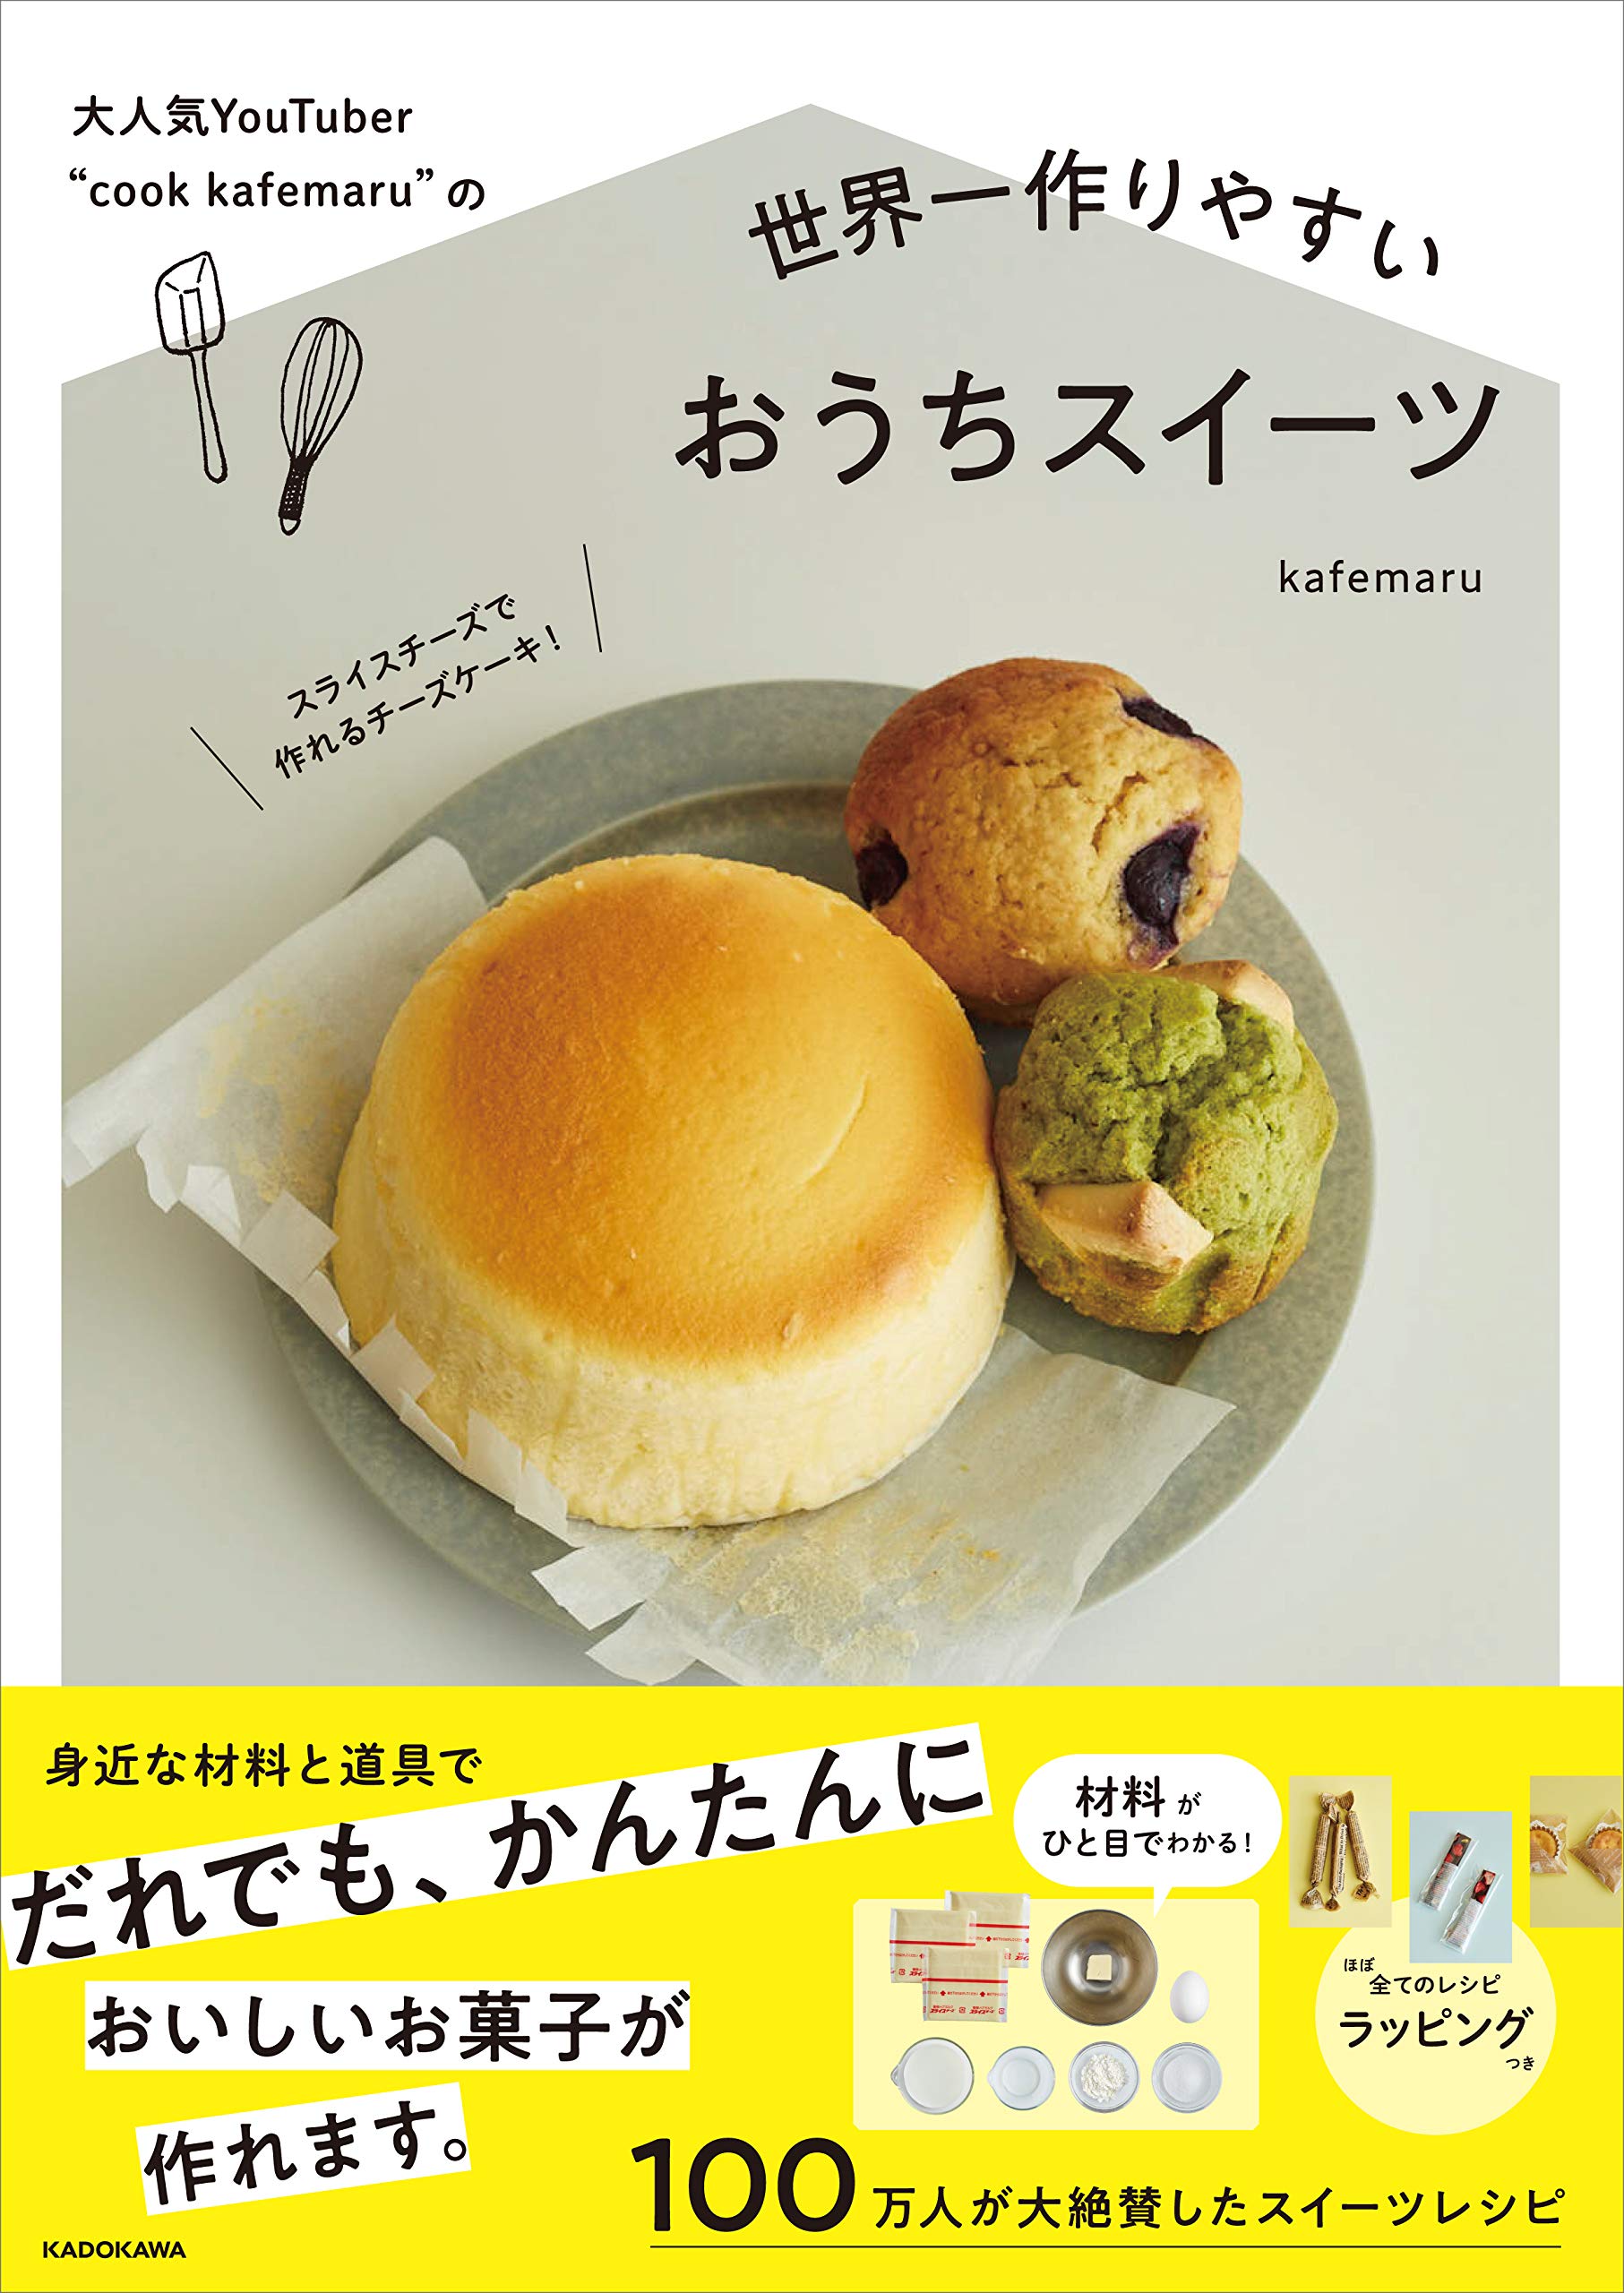 大人気YouTuber
“cook kafemaru”の
世界一作りやすい
おうちスイーツ
kafemaru
スライスチーズで
作れるチーズケーキ！
身近な材料と道具で
だれでも、かんたんに
おいしいお菓子が
作れます。
材料が
ひと目でわかる！
ほぼ
全てのレシピ
ラッピング
つき
100万人が大絶賛したスイーツレシピ
KADOKAWA